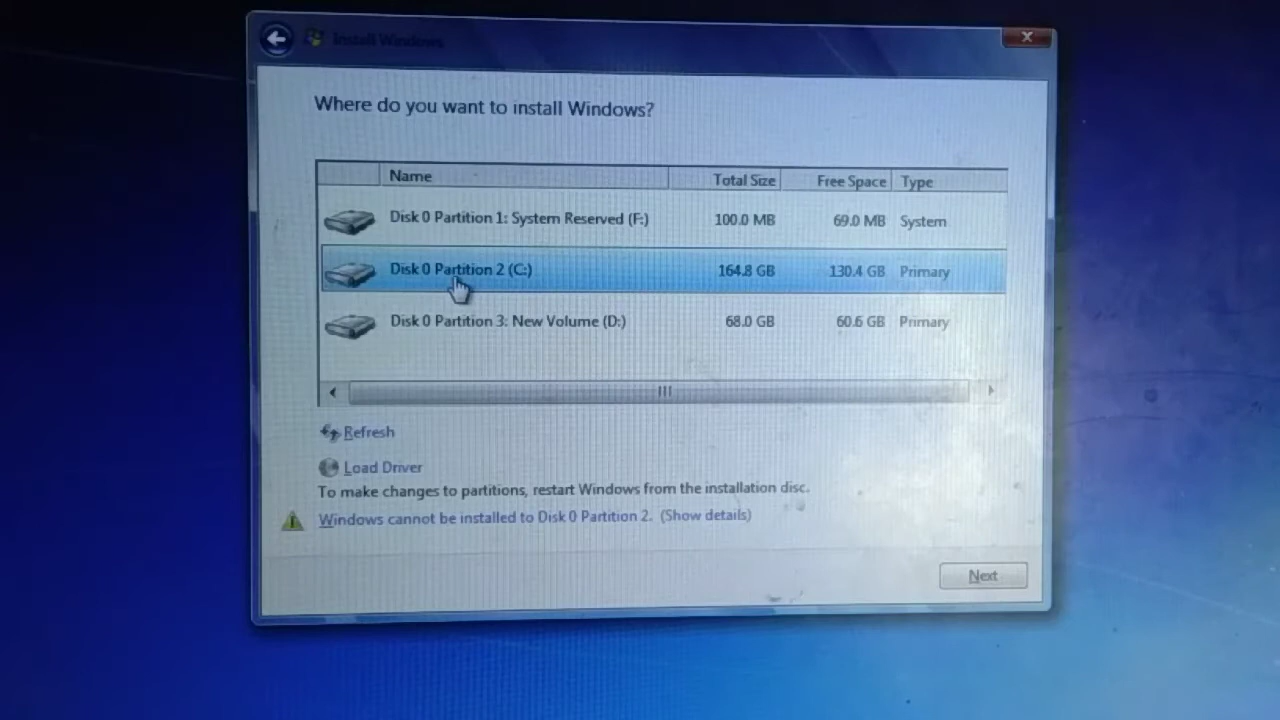 Install Windows
Where do you want to install Windows?
Name Total Size Free Space Type
Disk 0 Partition 1: System Reserved (F:) 100.0 MB 69.0 MB System
Disk 0 Partition 2 (C:) 164.8 GB 130.4 GB Primary
Disk 0 Partition 3: New Volume (D:) 68.0 GB 60.6 GB Primary
Refresh
Load Driver
To make changes to partitions, restart Windows from the installation disc.
Windows cannot be installed to Disk 0 Partition 2. (Show details)
Next